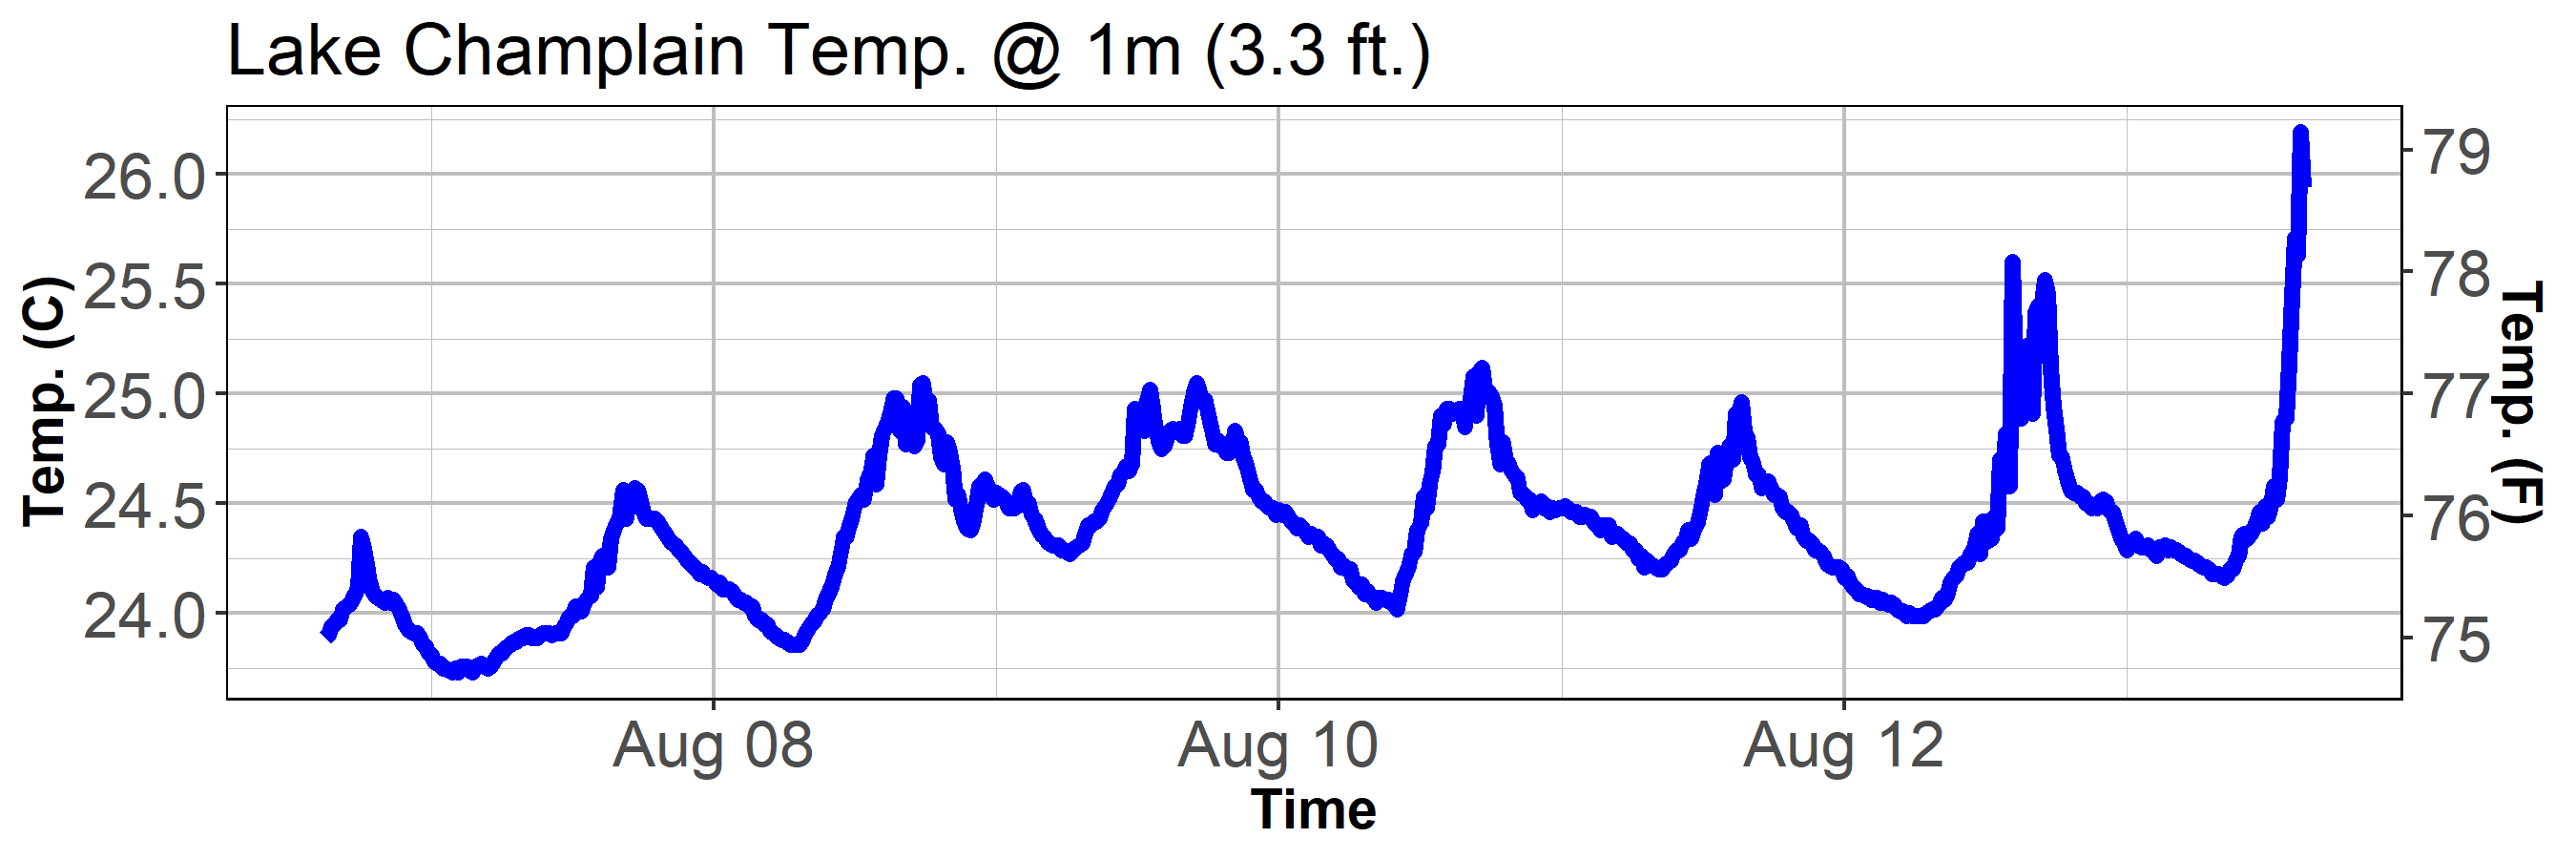 Lake Champlain Temp. @ 1m (3.3 ft.)
Temp. (C)
26.0
25.5
25.0
24.5
24.0
79
78
77
76
75
Temp. (F)
Aug 08
Aug 10
Aug 12
Time